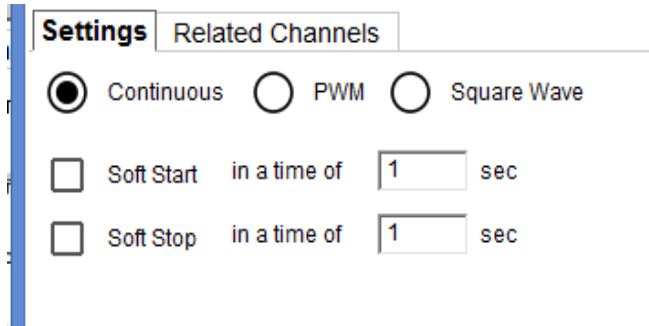 Settings Related Channels
Continuous PWM Square Wave
Soft Start in a time of 1 sec
Soft Stop in a time of 1 sec